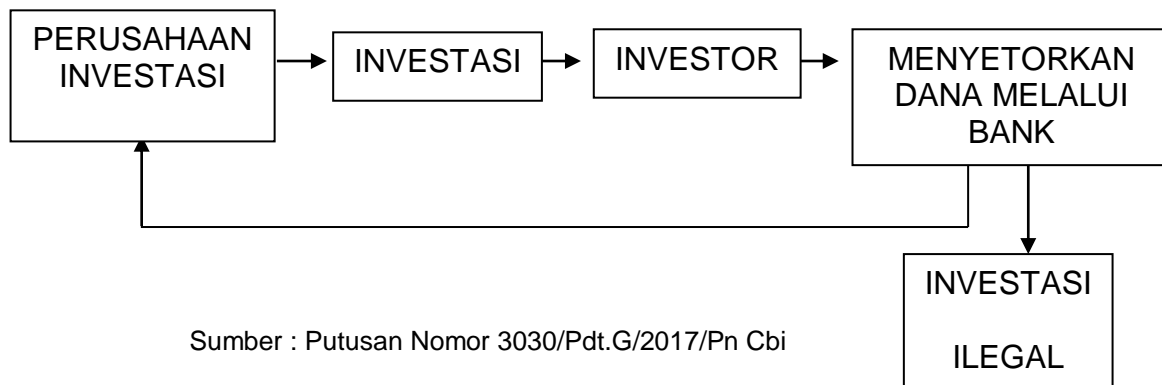 PERUSAHAAN
INVESTASI
INVESTASI
INVESTOR
MENYETORKAN
DANA MELALUI
BANK
INVESTASI
ILEGAL
Sumber : Putusan Nomor 3030/Pdt.G/2017/Pn Cbi